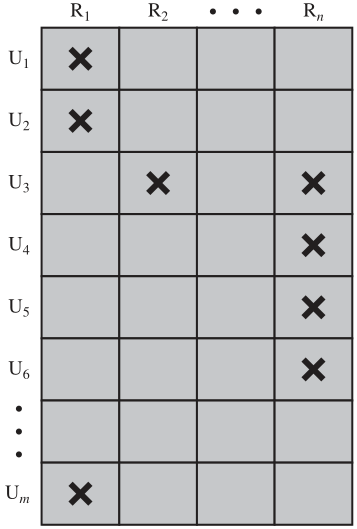 R₁ R₂ • • • Rₙ
U₁
U₂
U₃
U₄
U₅
U₆
•
•
•
Uₘ